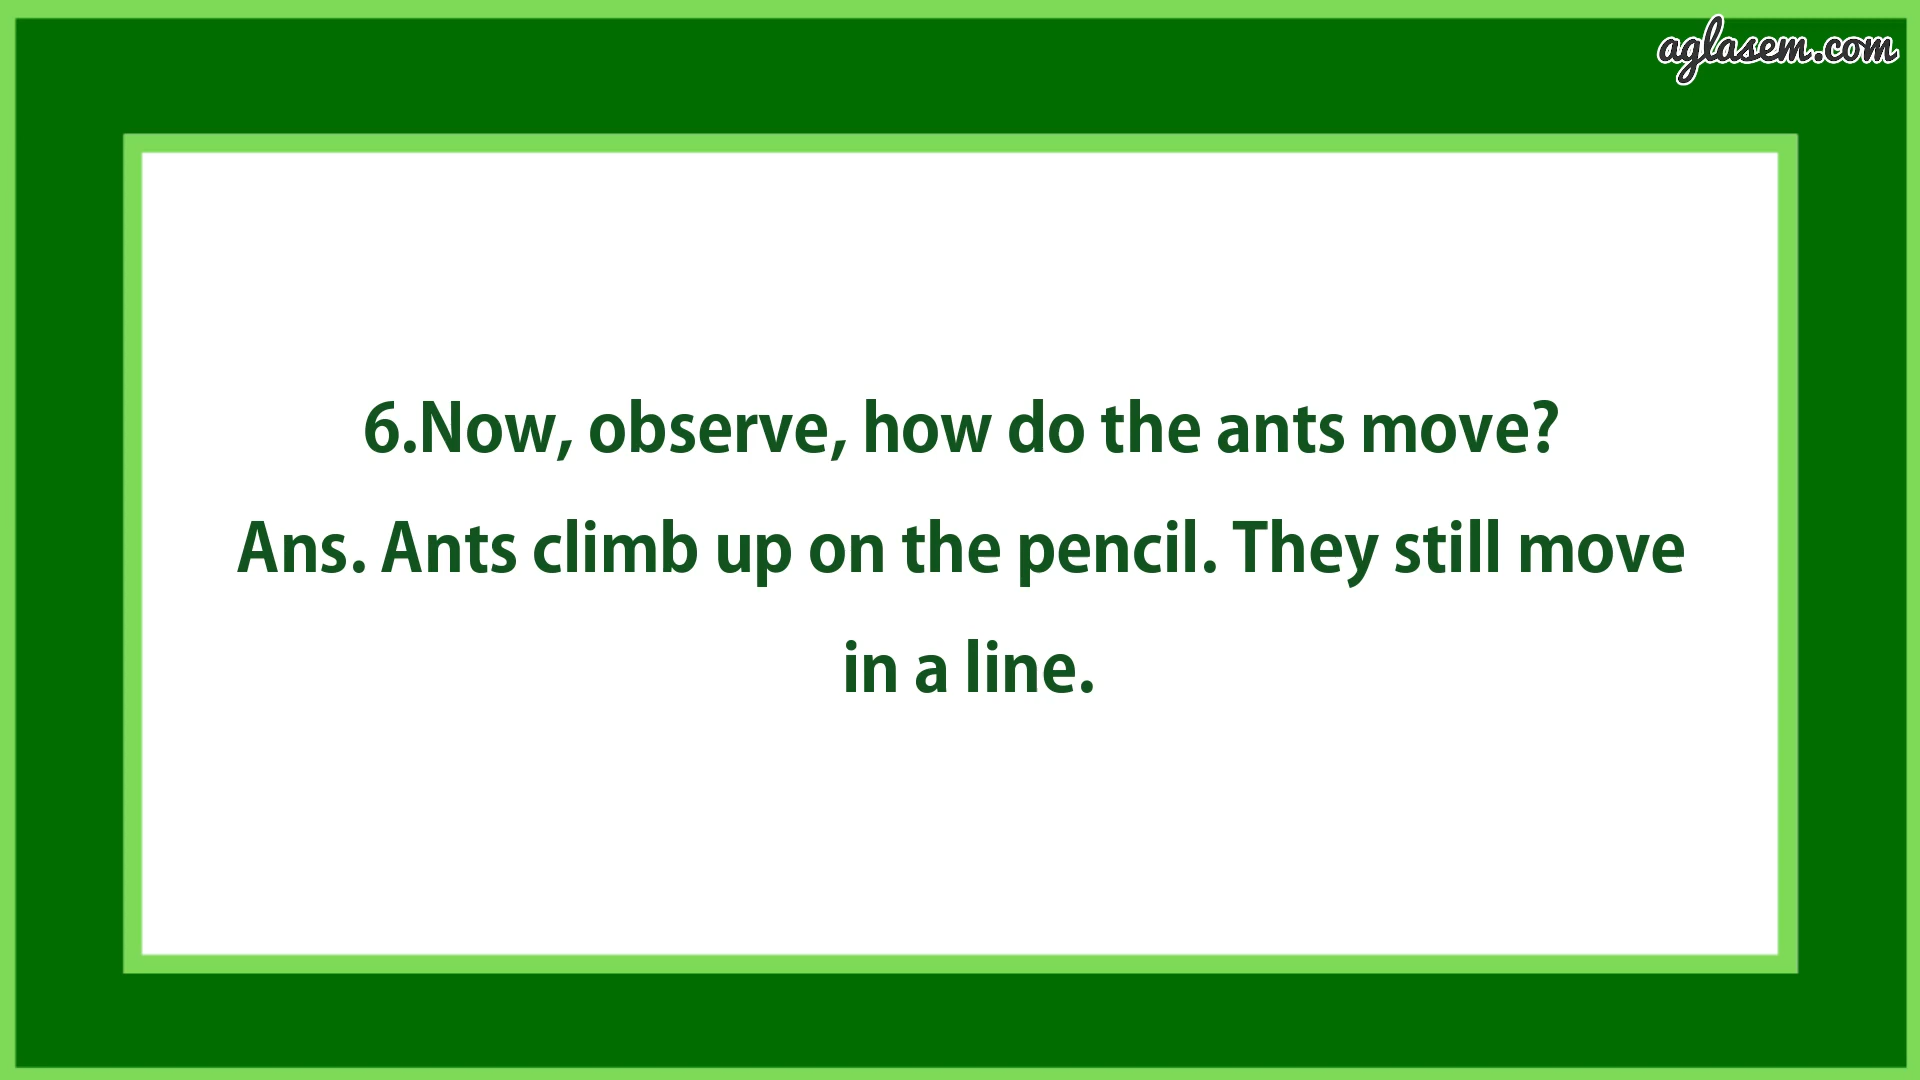 aglasem.com
6.Now, observe, how do the ants move?
Ans. Ants climb up on the pencil. They still move
in a line.